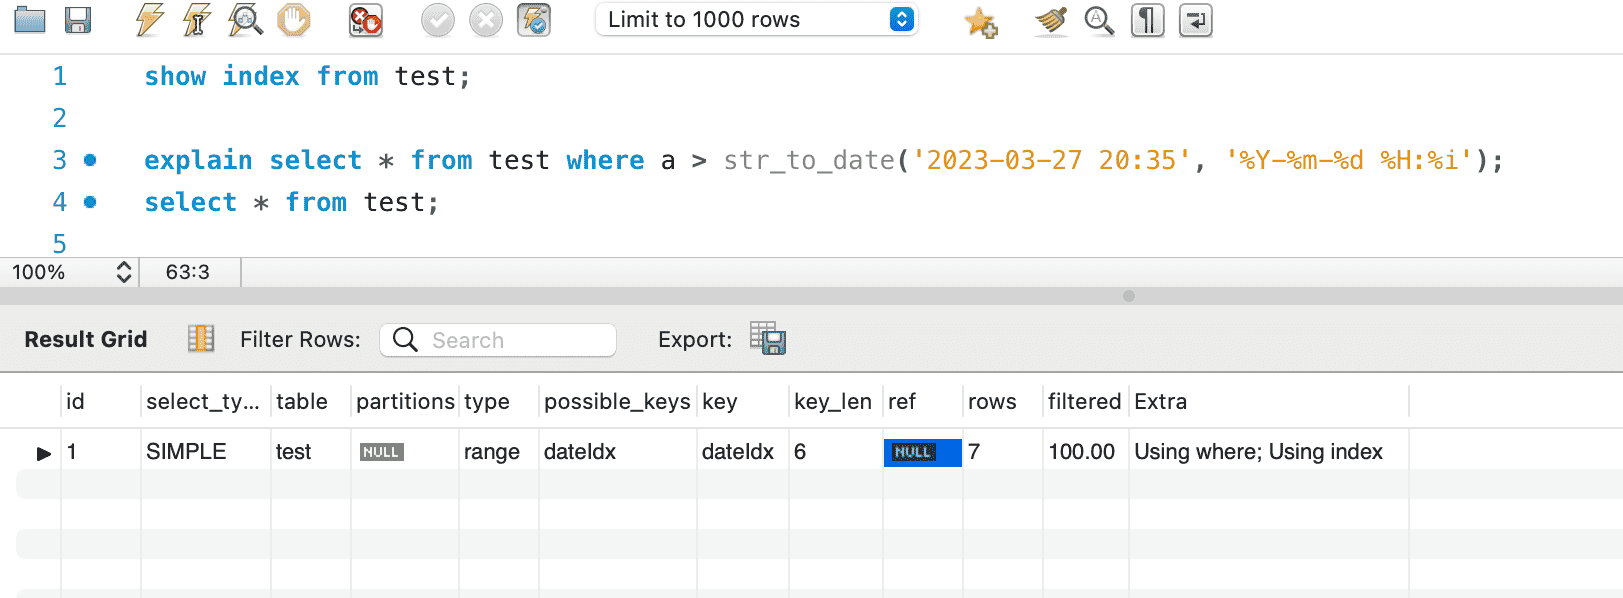 Limit to 1000 rows
1 show index from test;
2
3 explain select * from test where a > str_to_date('2023-03-27 20:35', '%Y-%m-%d %H:%i');
4 select * from test;
5
100% 63:3
Result Grid Filter Rows: Search Export:
id select_ty... table partitions type possible_keys key key_len ref rows filtered Extra
1 SIMPLE test NULL range dateIdx dateIdx 6 NULL 7 100.00 Using where; Using index